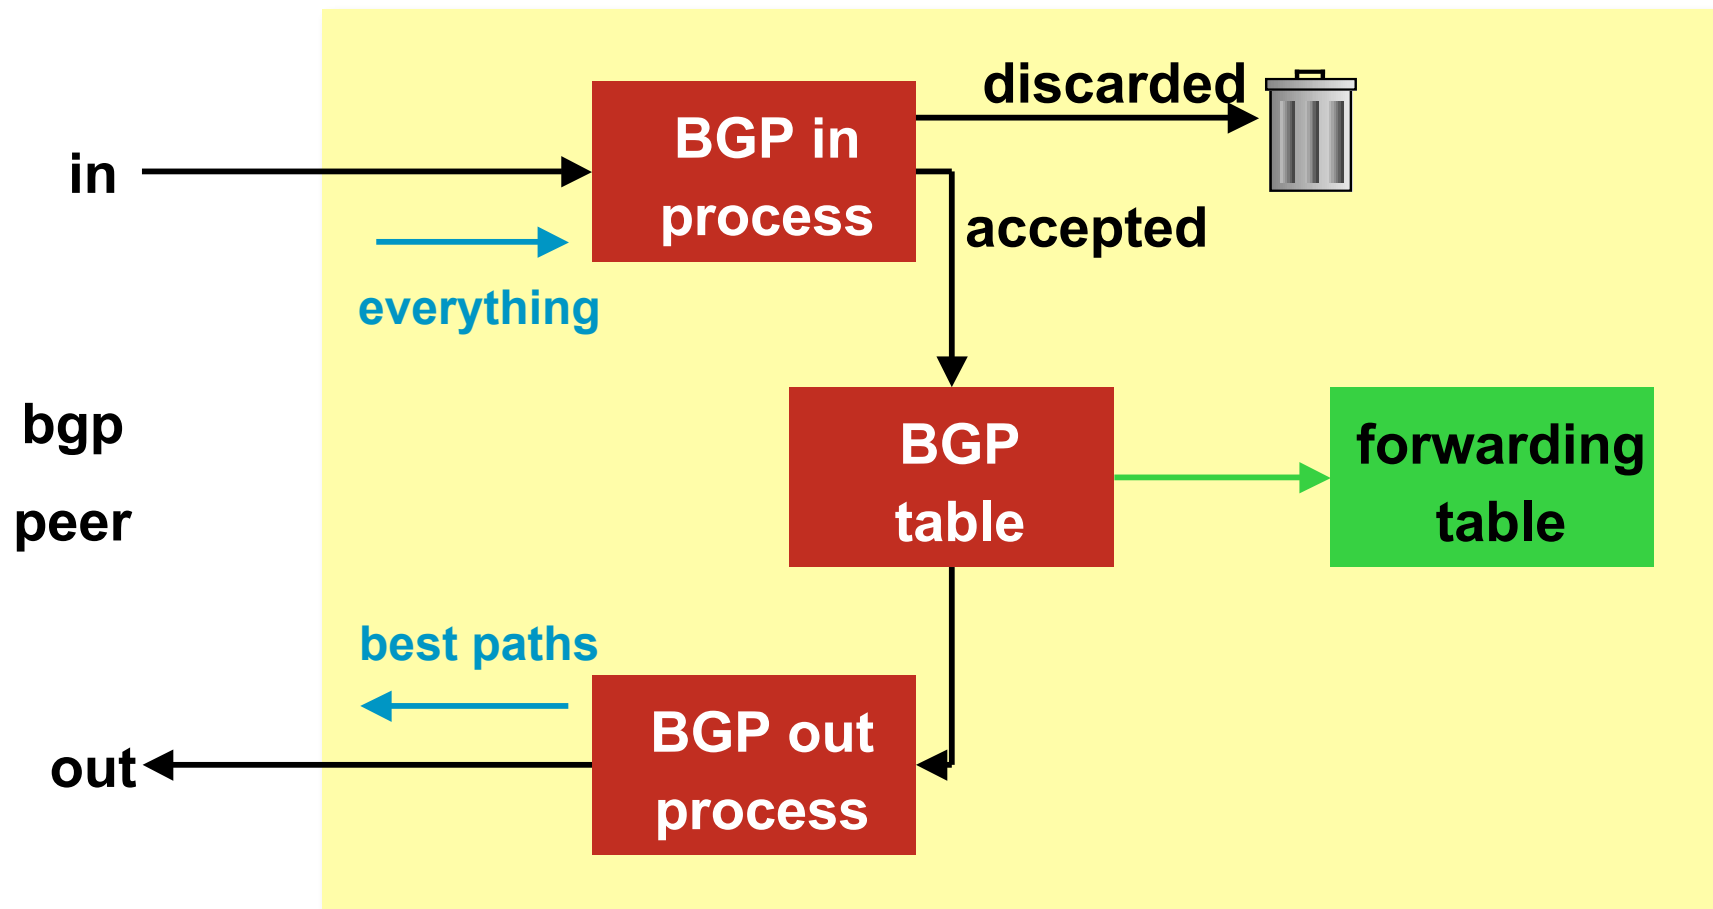 discarded
BGP in
process
in
accepted
everything
bgp
peer
BGP
table
forwarding
table
best paths
BGP out
process
out